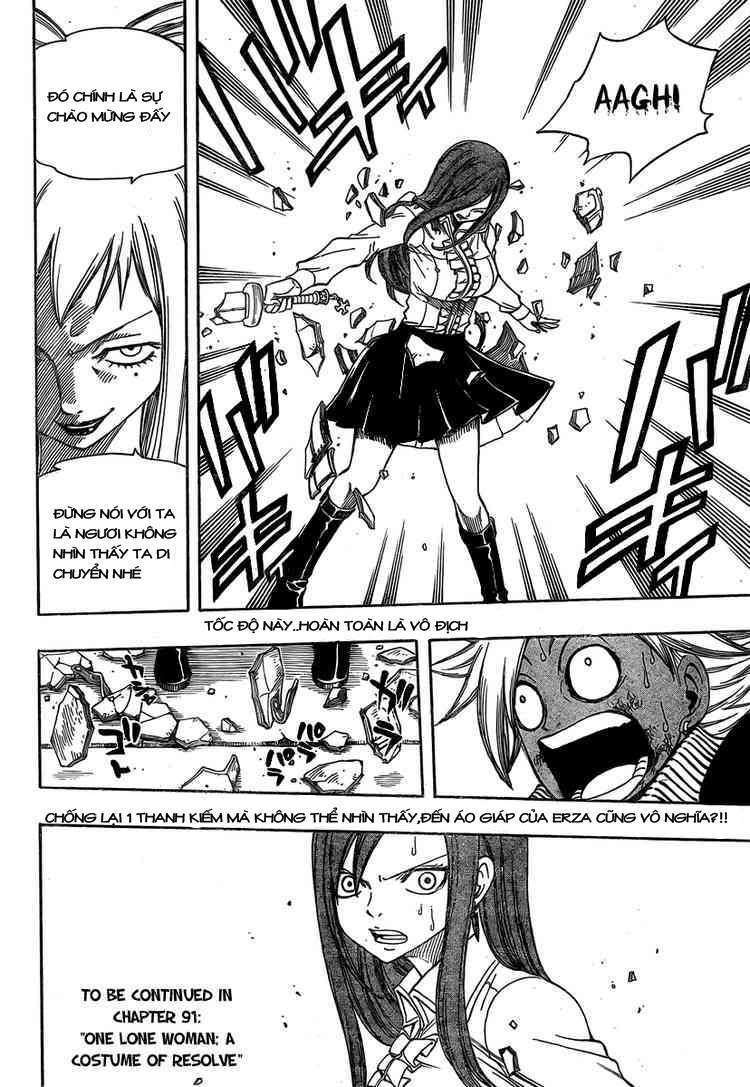 ĐÓ CHÍNH LÀ SỰ
CHÀO MỪNG ĐẤY
AAGH!
ĐỪNG NÓI VỚI TA
LÀ NGƯƠI KHÔNG
NHÌN THẤY TA DI
CHUYỂN NHÉ
TỐC ĐỘ NÀY..HOÀN TOÀN LÀ VÔ ĐỊCH
CHỐNG LẠI 1 THANH KIẾM MÀ KHÔNG THỂ NHÌN THẤY,ĐẾN ÁO GIÁP CỦA ERZA CŨNG VÔ NGHĨA?!!
TO BE CONTINUED IN
CHAPTER 91:
"ONE LONE WOMAN: A
COSTUME OF RESOLVE"